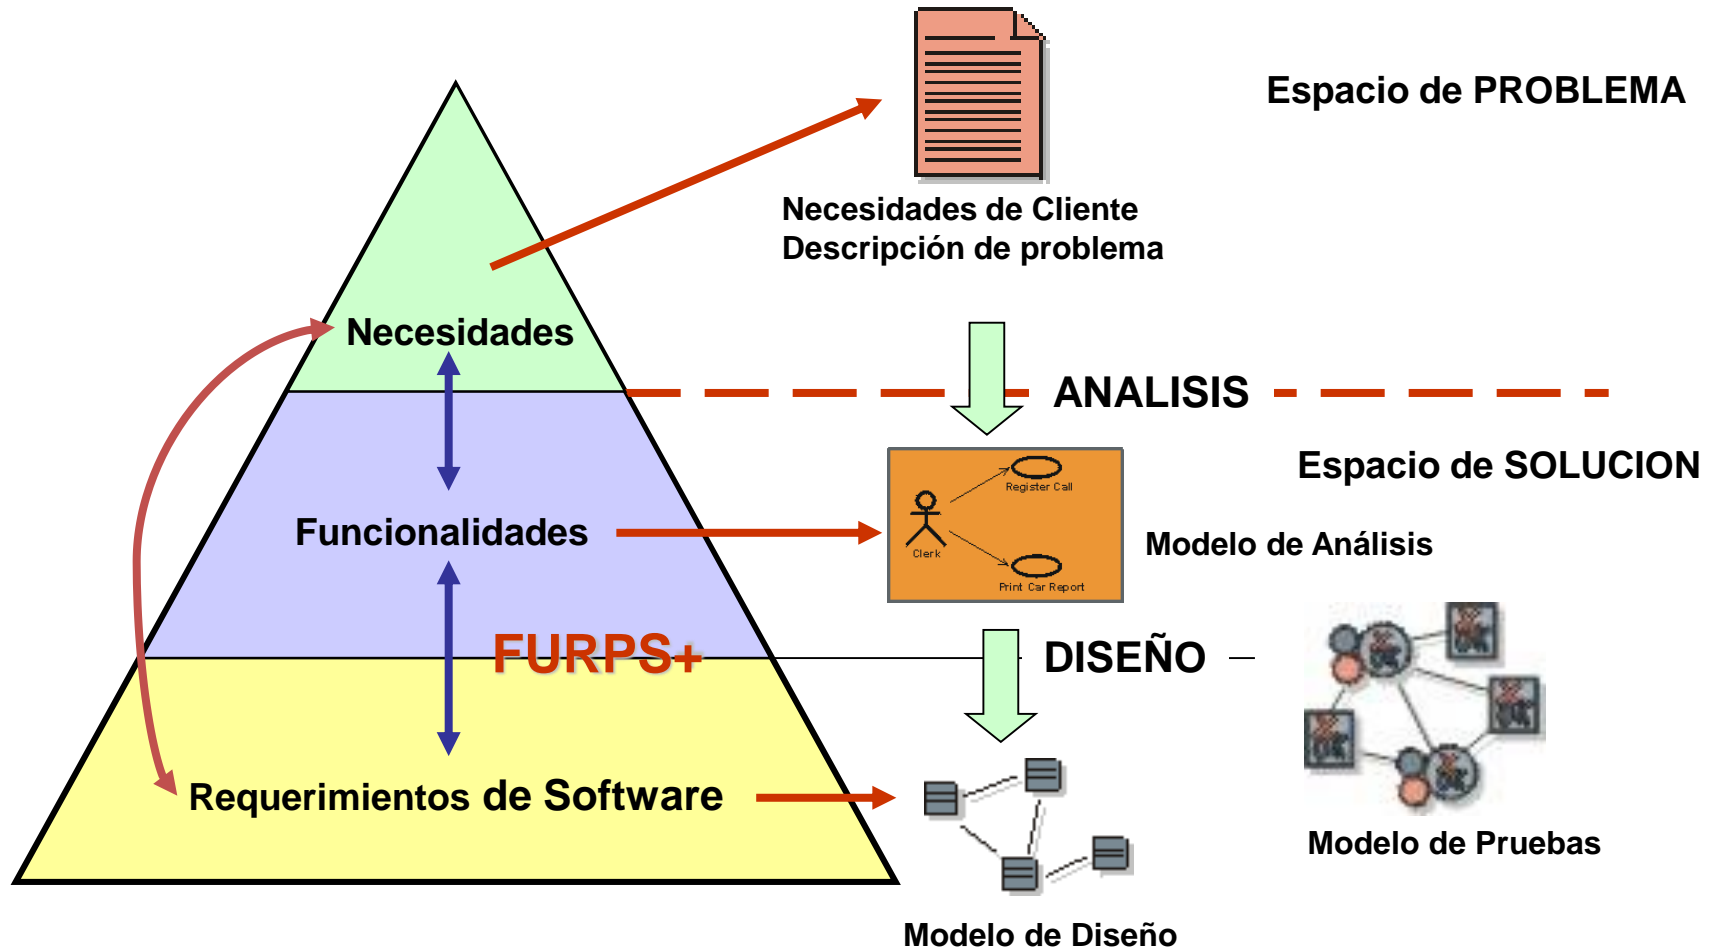 Espacio de PROBLEMA
Necesidades de Cliente
Descripción de problema
Necesidades
ANALISIS
Espacio de SOLUCION
Register Call
Funcionalidades
Clerk
Modelo de Análisis
Print Car Report
FURPS+
DISEÑO
Requerimientos de Software
Modelo de Pruebas
Modelo de Diseño